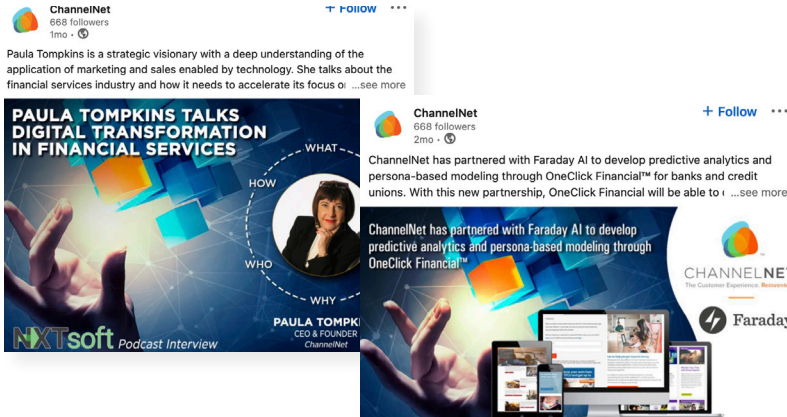 ChannelNet
668 followers
1mo •
+ Follow
Paula Tompkins is a strategic visionary with a deep understanding of the
application of marketing and sales enabled by technology. She talks about the
financial services industry and how it needs to accelerate its focus ...see more
PAULA TOMPKINS TALKS
DIGITAL TRANSFORMATION
IN FINANCIAL SERVICES
WHAT
HOW
WHO
WHY
PAULA TOMPKI
CEO & FOUNDER
ChannelNet
NXTsoft Podcast Interview
ChannelNet
668 followers
2mo •
+ Follow
ChannelNet has partnered with Faraday AI to develop predictive analytics and
persona-based modeling through OneClick Financial™ for banks and credit
unions. With this new partnership, OneClick Financial will be able to ...see more
ChannelNet has partnered with Faraday AI to develop
predictive analytics and persona-based modeling through
OneClick Financial™
CHANNELNE
The Customer Experience. Reinvente
Faraday